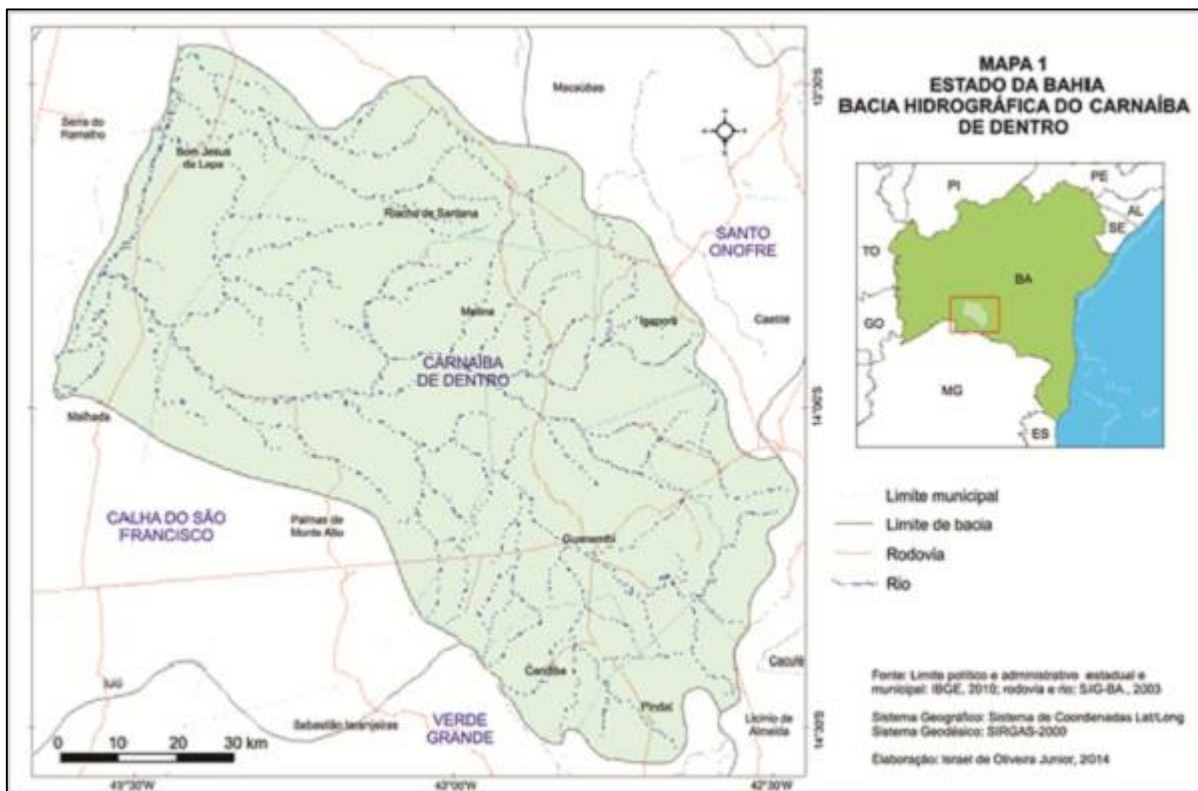 MAPA 1
ESTADO DA BAHIA
BACIA HIDROGRÁFICA DO CARNAÍBA
DE DENTRO
Macaúbas
Serra do
Ramalho
Bom Jesus
da Lapa
Riacho de Santana
SANTO
ONOFRE
Matina
Igaporã
Caetité
CARNAÍBA
DE DENTRO
Malhada
CALHA DO SÃO
FRANCISCO
Palmas de
Monte Alto
Guanambi
Candiba
Caculé
Iuiú
Pindaí
Sebastião laranjeiras
VERDE
GRANDE
Licínio de
Almeida
0 10 20 30 km
43°30'W
43°00'W
42°30'W
13°30'S
14°00'S
14°30'S
PI
PE
AL
SE
TO
BA
GO
MG
ES
Limite municipal
Limite de bacia
Rodovia
Rio
Fonte: Limite político e administrativo estadual e
municipal: IBGE, 2010; rodovia e rio: SIG-BA., 2003
Sistema Geográfico: Sistema de Coordenadas Lat/Long
Sistema Geodésico: SIRGAS-2000
Elaboração: Israel de Oliveira Junior, 2014